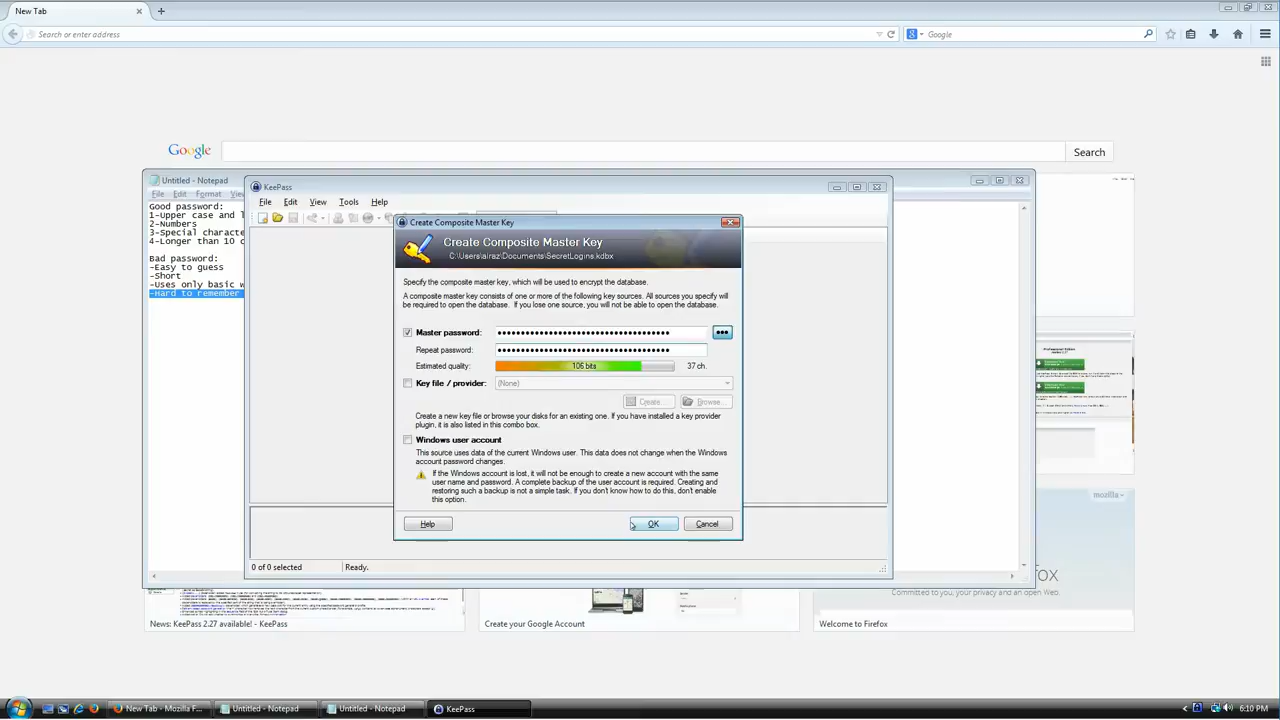 New Tab
Search or enter address
Google
Google
Search
Untitled - Notepad
File Edit Format
Good password:
1-Upper case and
2-Numbers
3-Special
4-Longer than 10
Bad password:
-Easy to guess
-Short
-Uses only basic
-Hard to remember
KeePass
File Edit View Tools Help
Create Composite Master Key
Create Composite Master Key
C:\Users\airaz\Documents\SecretLogins.kdbx
Specify the composite master key, which will be used to encrypt the database.
A composite master key consists of one or more of the following key sources. All sources you specify will
be required to open the database. If you lose one source, you will not be able to open the database.
Master password: •••••••••••••••••••••••••••••••••••••
Repeat password: •••••••••••••••••••••••••••••••••••••
Estimated quality: 106 bits 37 ch.
Key file / provider: (None)
Create Browse...
Create a new key file or browse your disks for an existing one. If you have installed a key provider
plugin, it is also listed in this combo box.
Windows user account
This source uses data of the current Windows user. This data does not change when the Windows
account password changes.
If the Windows account is lost, it will not be enough to create a new account with the same
user name and password. A complete backup of the user account is required. Creating and
restoring such a backup is not a simple task. If you don't know how to do this, don't enable
this option.
Help OK Cancel
0 of 0 selected Ready.
mozilla
Committed to you, your privacy and an open Web.
News: KeePass 2.27 available! - KeePass
Create your Google Account
Welcome to Firefox
New Tab - Mozilla F...
Untitled - Notepad
Untitled - Notepad
KeePass
6:10 PM